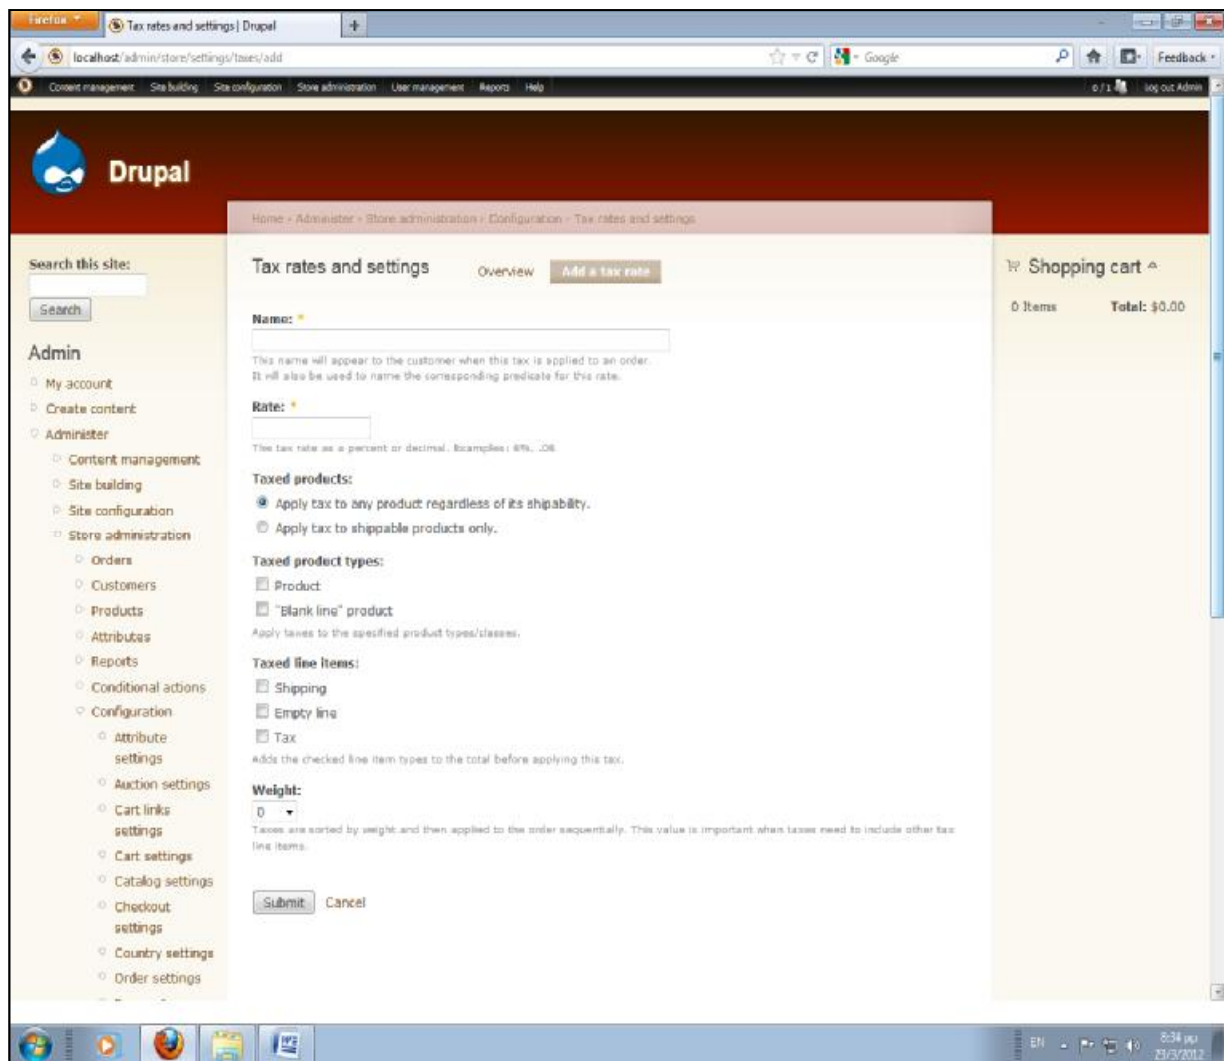 Firefox
Tax rates and settings | Drupal
localhost/admin/store/settings/taxes/add
Google
Feedback
Content management Site building Site configuration Store administration User management Reports Help
0 / 1 Log out Admin
Drupal
Home › Administer › Store administration › Configuration › Tax rates and settings
Search this site:
Search
Admin
My account
Create content
Administer
Content management
Site building
Site configuration
Store administration
Orders
Customers
Products
Attributes
Reports
Conditional actions
Configuration
Attribute
settings
Auction settings
Cart links
settings
Cart settings
Catalog settings
Checkout
settings
Country settings
Order settings
Tax rates and settings Overview Add a tax rate
Name: *
This name will appear to the customer when this tax is applied to an order.
It will also be used to name the corresponding predicate for this rate.
Rate: *
The tax rate as a percent or decimal. Examples: 6%, .06
Taxed products:
Apply tax to any product regardless of its shipability.
Apply tax to shippable products only.
Taxed product types:
Product
"Blank line" product
Apply taxes to the specified product types/classes.
Taxed line items:
Shipping
Empty line
Tax
Adds the checked line item types to the total before applying this tax.
Weight:
0
Taxes are sorted by weight and then applied to the order sequentially. This value is important when taxes need to include other tax
line items.
Submit Cancel
Shopping cart
0 Items Total: $0.00
EN
8:34 μμ
29/3/2012